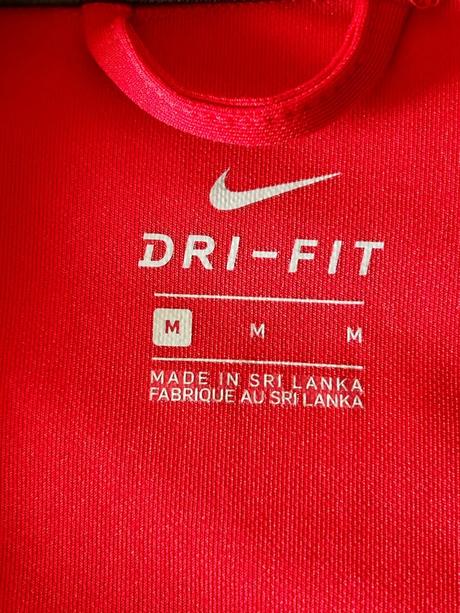 DRI-FIT
M M M
MADE IN SRI LANKA
FABRIQUE AU SRI LANKA